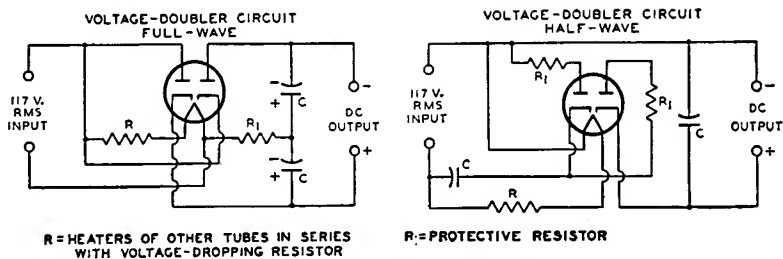 VOLTAGE-DOUBLER CIRCUIT
FULL-WAVE
117 V.
RMS
INPUT
R
R1
- + C
- + C
-
DC
OUTPUT
+
VOLTAGE-DOUBLER CIRCUIT
HALF-WAVE
117 V.
RMS
INPUT
R1
R1
C
C
R
-
DC
OUTPUT
+
R = HEATERS OF OTHER TUBES IN SERIES
WITH VOLTAGE-DROPPING RESISTOR
R1 = PROTECTIVE RESISTOR